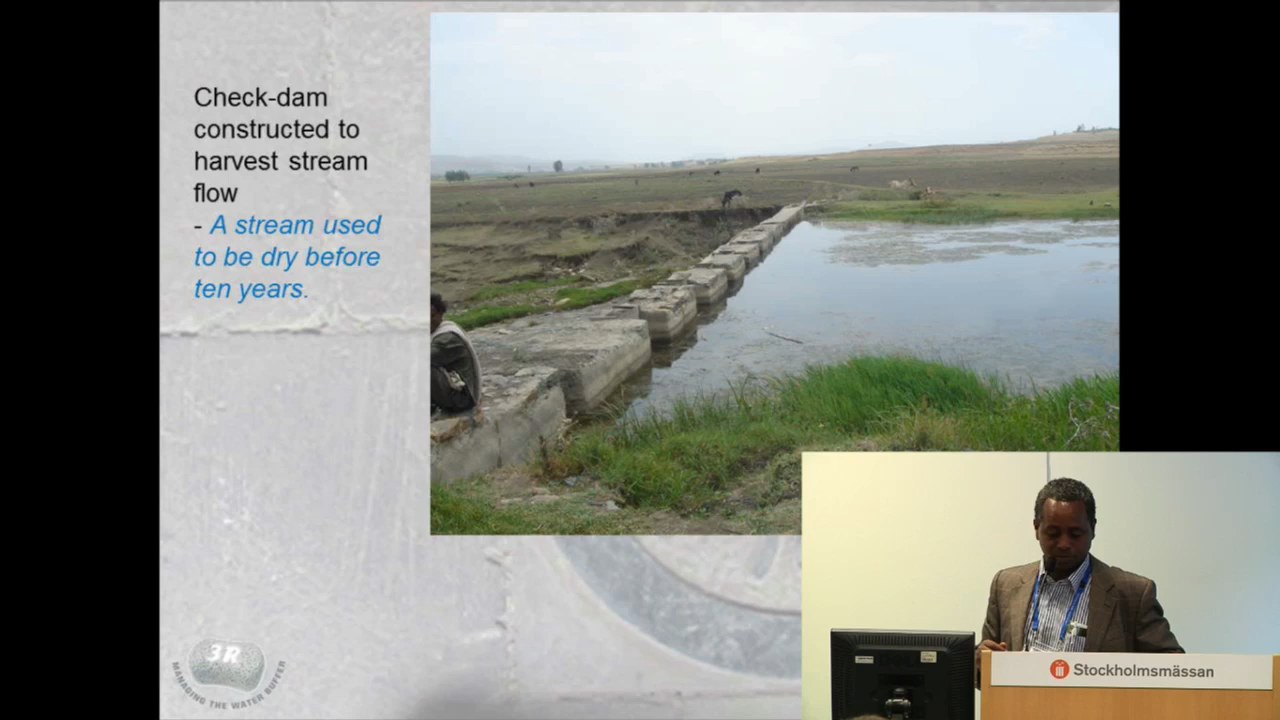 Check-dam
constructed to
harvest stream
flow
- A stream used
to be dry before
ten years.
3R
MANAGING THE WATER BUFFER
Stockholmsmässan